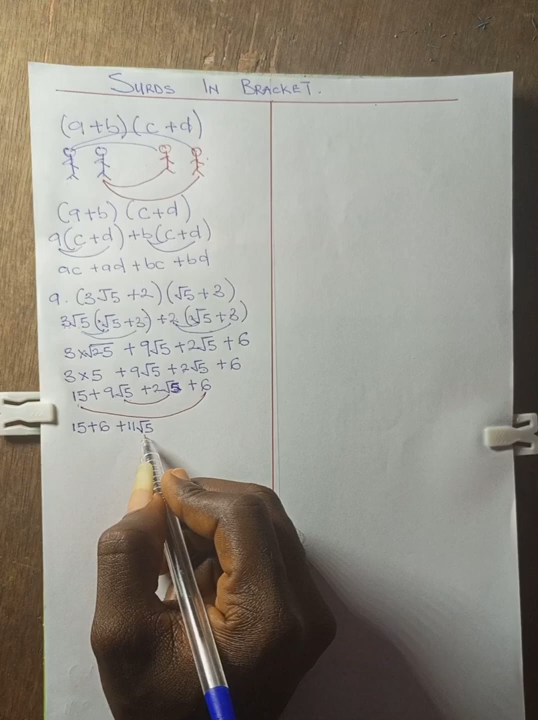 SURDS IN BRACKET.
(a+b)(c+d)
(a+b) (c+d)
a(c+d)+b(c+d)
ac+ad+bc+bd
a. (3√5+2)(√5+3)
3√5(√5+3)+2(√5+3)
3×√25 + 9√5+2√5+6
3×5 +9√5+2√5+6
15+9√5+2√5+6
15+6+11√5